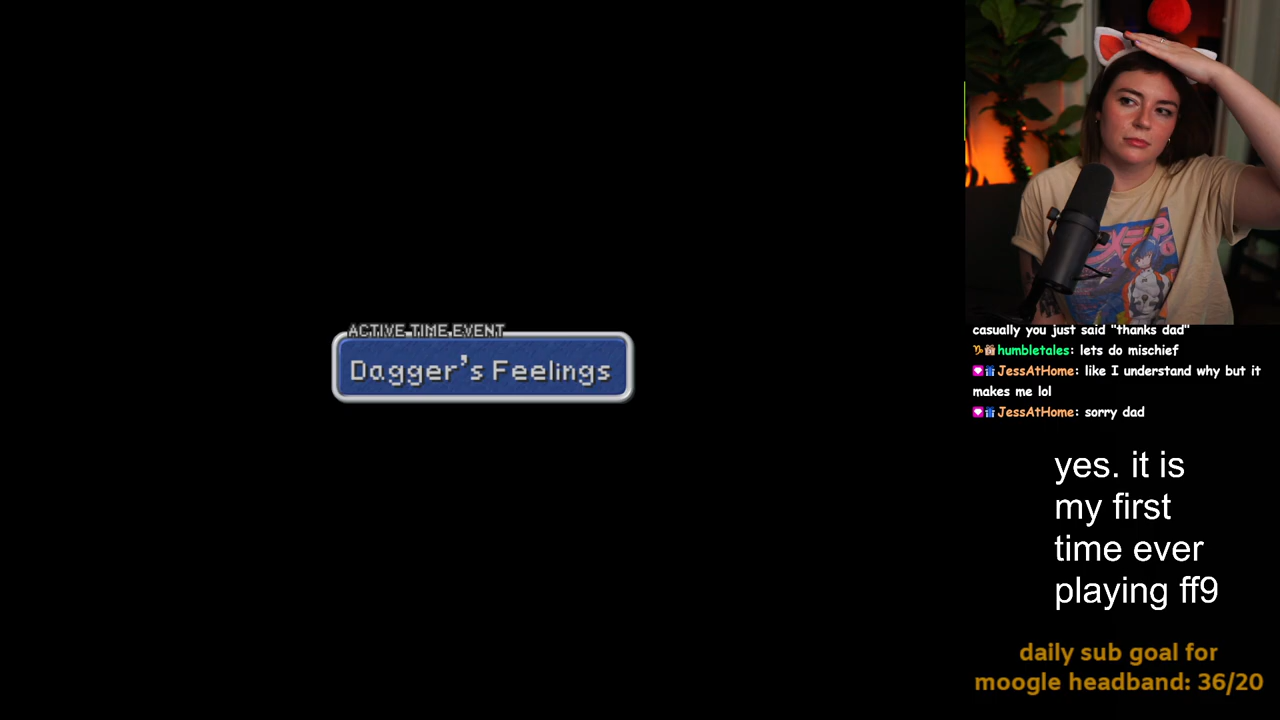 ACTIVE TIME EVENT
Dagger's Feelings
casually you just said "thanks dad"
humbletales: lets do mischief
JessAtHome: like I understand why but it
makes me lol
JessAtHome: sorry dad
yes. it is
my first
time ever
playing ff9
daily sub goal for
moogle headband: 36/20